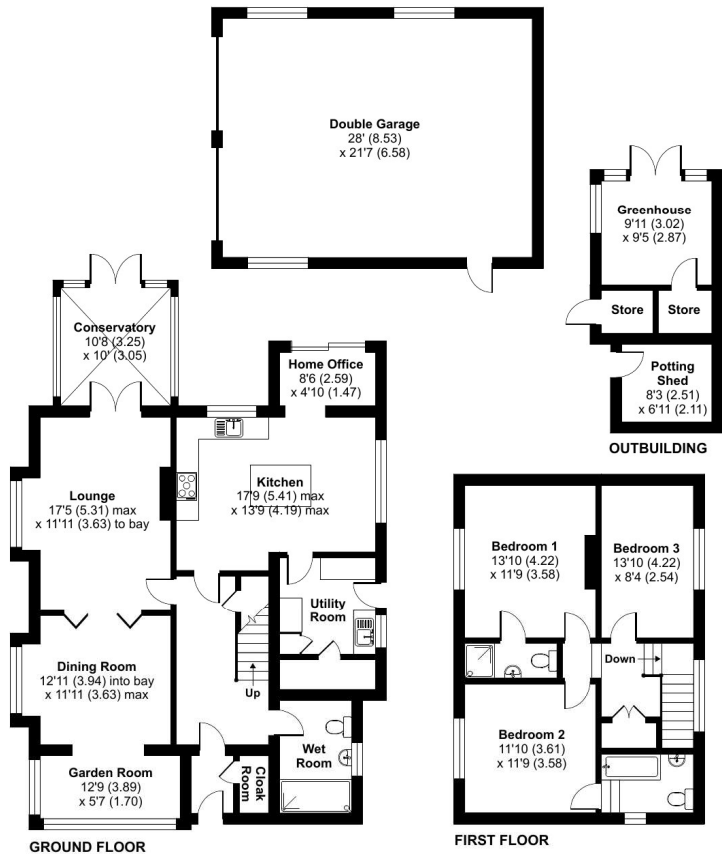 Double Garage
28' (8.53)
x 21'7 (6.58)
Greenhouse
9'11 (3.02)
x 9'5 (2.87)
Store
Store
Potting
Shed
8'3 (2.51)
x 6'11 (2.11)
OUTBUILDING
Conservatory
10'8 (3.25)
x 10' (3.05)
Home Office
8'6 (2.59)
x 4'10 (1.47)
Lounge
17'5 (5.31) max
x 11'11 (3.63) to bay
Kitchen
17'9 (5.41) max
x 13'9 (4.19) max
Utility
Room
Up
Dining Room
12'11 (3.94) into bay
x 11'11 (3.63) max
Wet
Room
Cloak
Room
Garden Room
12'9 (3.89)
x 5'7 (1.70)
GROUND FLOOR
Bedroom 1
13'10 (4.22)
x 11'9 (3.58)
Bedroom 3
13'10 (4.22)
x 8'4 (2.54)
Down
Bedroom 2
11'10 (3.61)
x 11'9 (3.58)
FIRST FLOOR